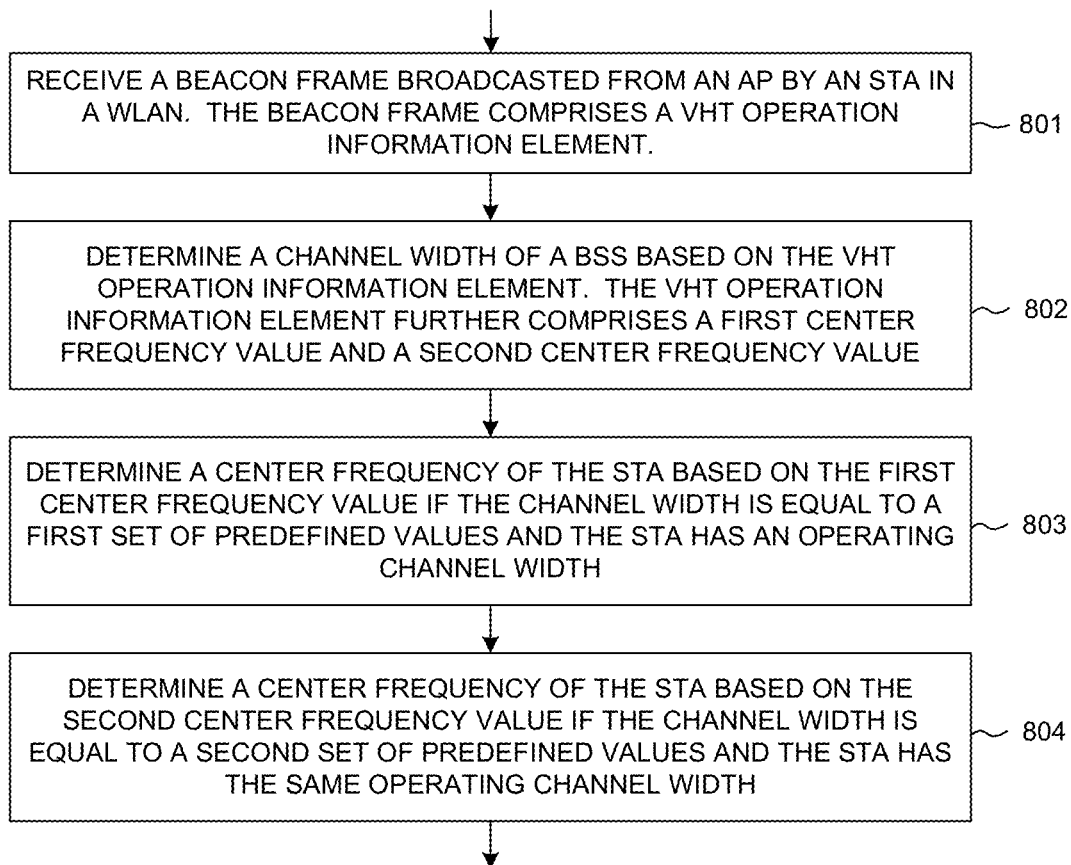 RECEIVE A BEACON FRAME BROADCASTED FROM AN AP BY AN STA IN
A WLAN. THE BEACON FRAME COMPRISES A VHT OPERATION
INFORMATION ELEMENT.
801
DETERMINE A CHANNEL WIDTH OF A BSS BASED ON THE VHT
OPERATION INFORMATION ELEMENT. THE VHT OPERATION
INFORMATION ELEMENT FURTHER COMPRISES A FIRST CENTER
FREQUENCY VALUE AND A SECOND CENTER FREQUENCY VALUE
802
DETERMINE A CENTER FREQUENCY OF THE STA BASED ON THE FIRST
CENTER FREQUENCY VALUE IF THE CHANNEL WIDTH IS EQUAL TO A
FIRST SET OF PREDEFINED VALUES AND THE STA HAS AN OPERATING
CHANNEL WIDTH
803
DETERMINE A CENTER FREQUENCY OF THE STA BASED ON THE
SECOND CENTER FREQUENCY VALUE IF THE CHANNEL WIDTH IS
EQUAL TO A SECOND SET OF PREDEFINED VALUES AND THE STA HAS
THE SAME OPERATING CHANNEL WIDTH
804